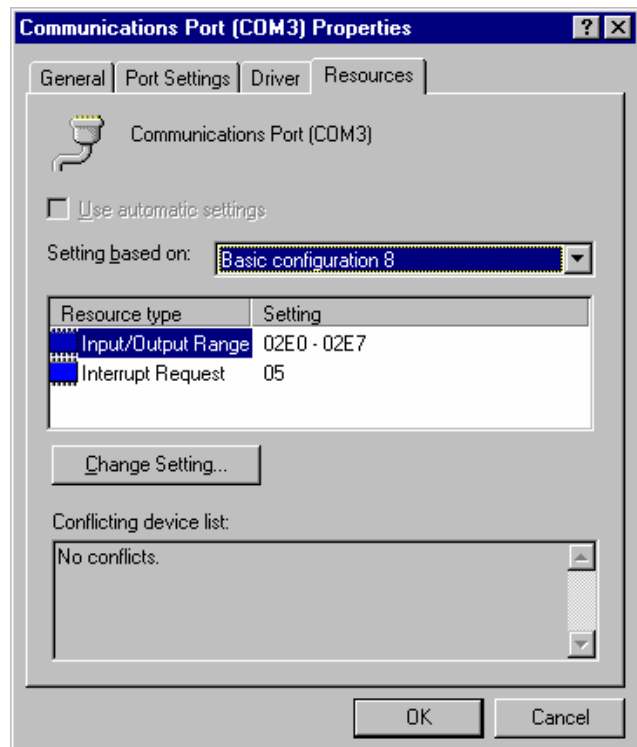 Communications Port (COM3) Properties
General Port Settings Driver Resources
Communications Port (COM3)
Use automatic settings
Setting based on: Basic configuration 8
Resource type Setting
Input/Output Range 02E0 - 02E7
Interrupt Request 05
Change Setting...
Conflicting device list:
No conflicts.
OK Cancel